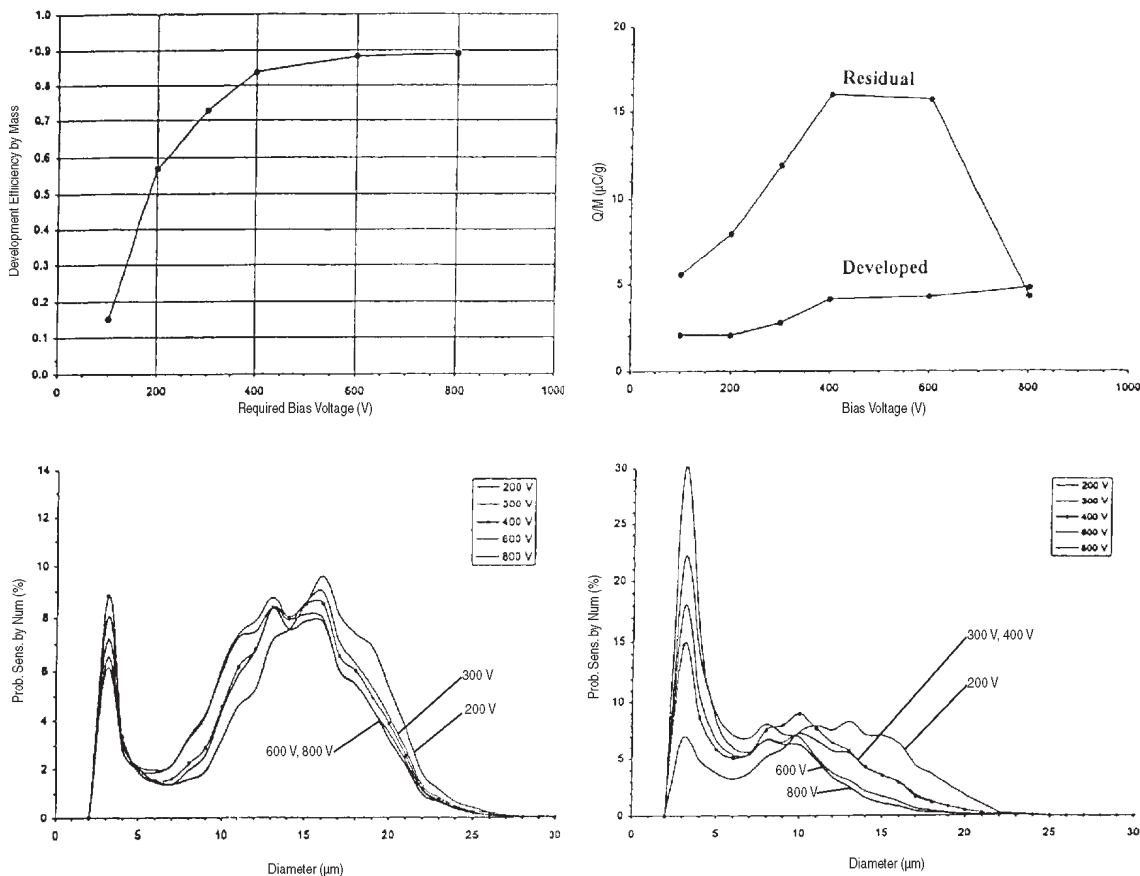 1.0
0.9
0.8
0.7
0.6
0.5
0.4
0.3
0.2
0.1
0.0
Development Efficiency by Mass
0 200 400 600 800 1000
Required Bias Voltage (V)
20
15
10
5
0
Q/M (µC/g)
Residual
Developed
0 200 400 600 800 1000
Bias Voltage (V)
14
12
10
8
6
4
2
0
Prob. Sens. by Num (%)
200 V
300 V
400 V
600 V
800 V
300 V
200 V
600 V, 800 V
0 5 10 15 20 25 30
Diameter (µm)
30
25
20
15
10
5
0
Prob. Sens. by Num (%)
200 V
300 V
400 V
600 V
800 V
300 V, 400 V
200 V
600 V
800 V
0 5 10 15 20 25 30
Diameter (µm)